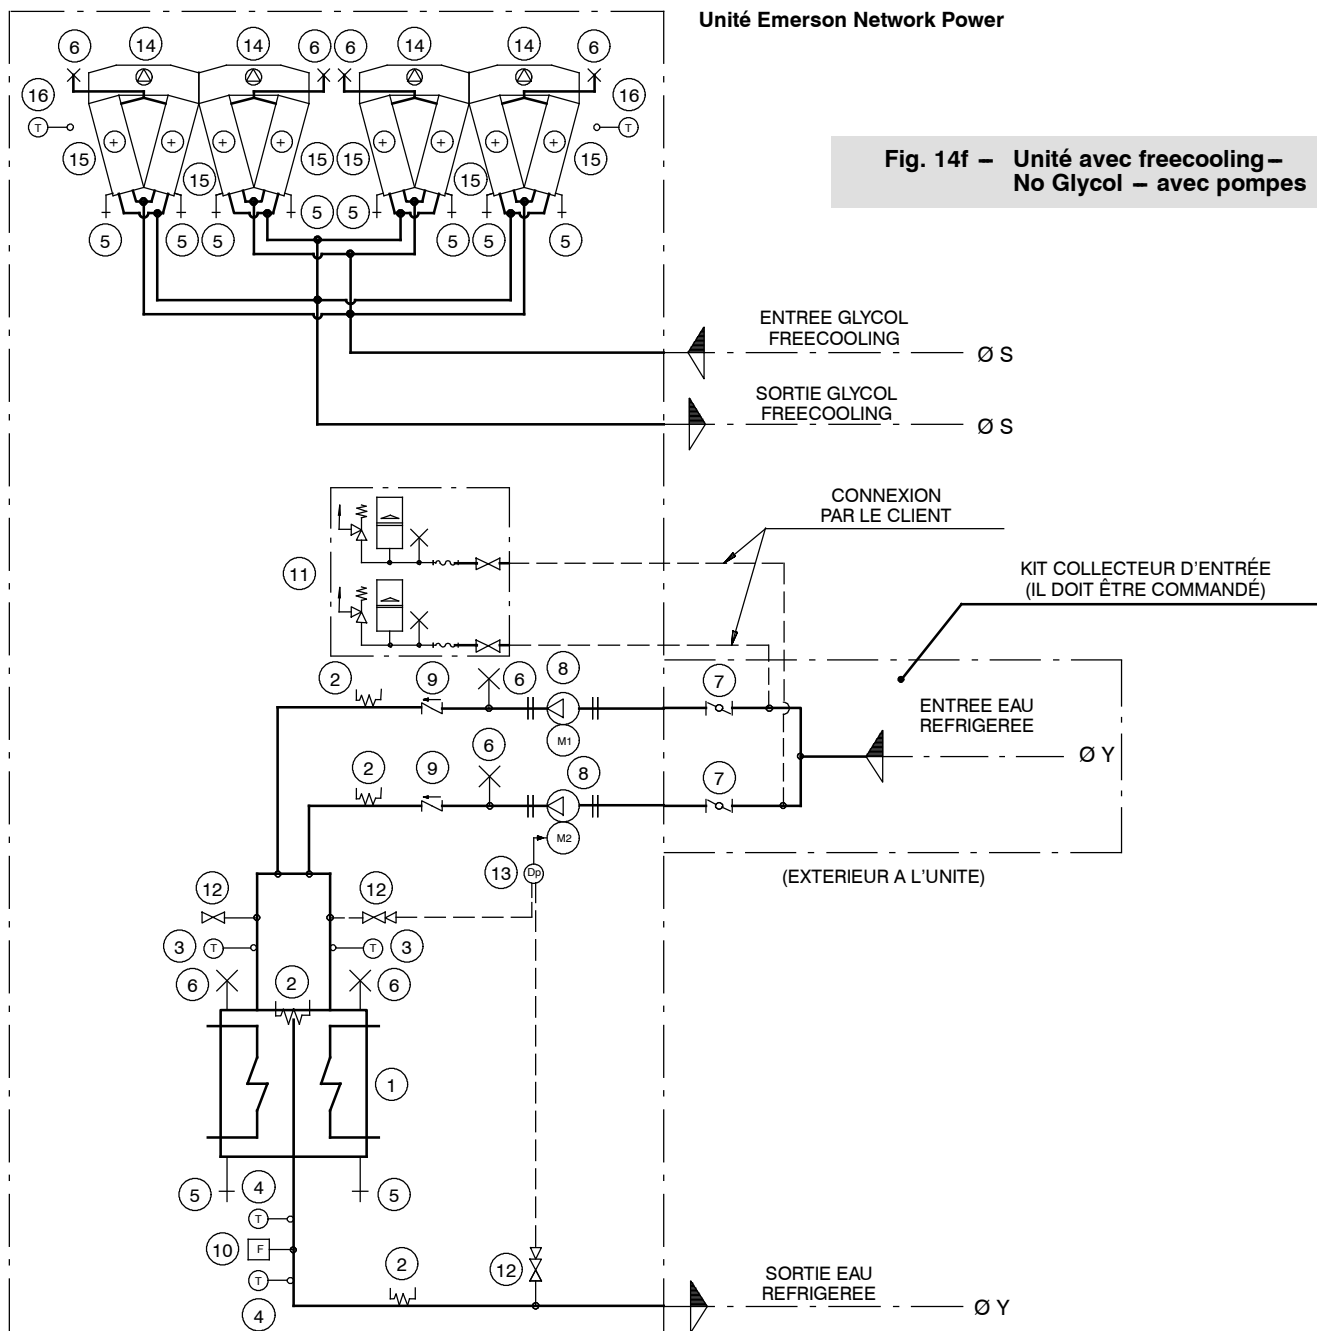 Unité Emerson Network Power
6 14 14 6 6 14 14 6
16 16
T T
+ + + + + + + +
15 15 15 15 15 15
5 5
5 5 5 5 5 5
Fig. 14f – Unité avec freecooling –
No Glycol – avec pompes
ENTREE GLYCOL
FREECOOLING
Ø S
SORTIE GLYCOL
FREECOOLING
Ø S
CONNEXION
PAR LE CLIENT
11
KIT COLLECTEUR D'ENTRÉE
(IL DOIT ÊTRE COMMANDÉ)
2 9 6 8 7
M1
ENTREE EAU
REFRIGEREE
Ø Y
6
2 9 8 7
M2
13 Dp
(EXTERIEUR A L'UNITE)
12 12
3 T T 3
6 2 6
1
5 4 5
T
10 F
T
4
2 12
SORTIE EAU
REFRIGEREE
Ø Y